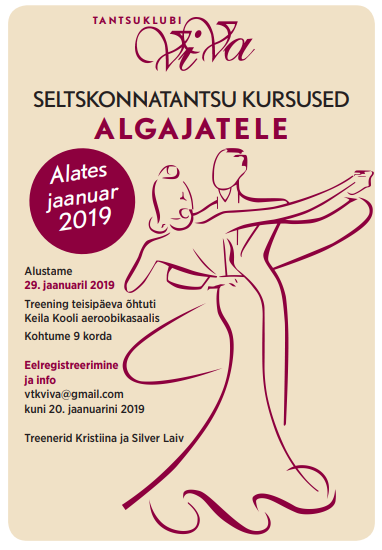 TANTSUKLUBI
ViVa
SELTSKONNATANTSU KURSUSED
ALGAJATELE
Alates
jaanuar
2019
Alustame
29. jaanuaril 2019
Treening teisipäeva õhtuti
Keila Kooli aeroobikasaalis
Kohtume 9 korda
Eelregistreerimine
ja info
vtkviva@gmail.com
kuni 20. jaanuarini 2019
Treenerid Kristiina ja Silver Laiv